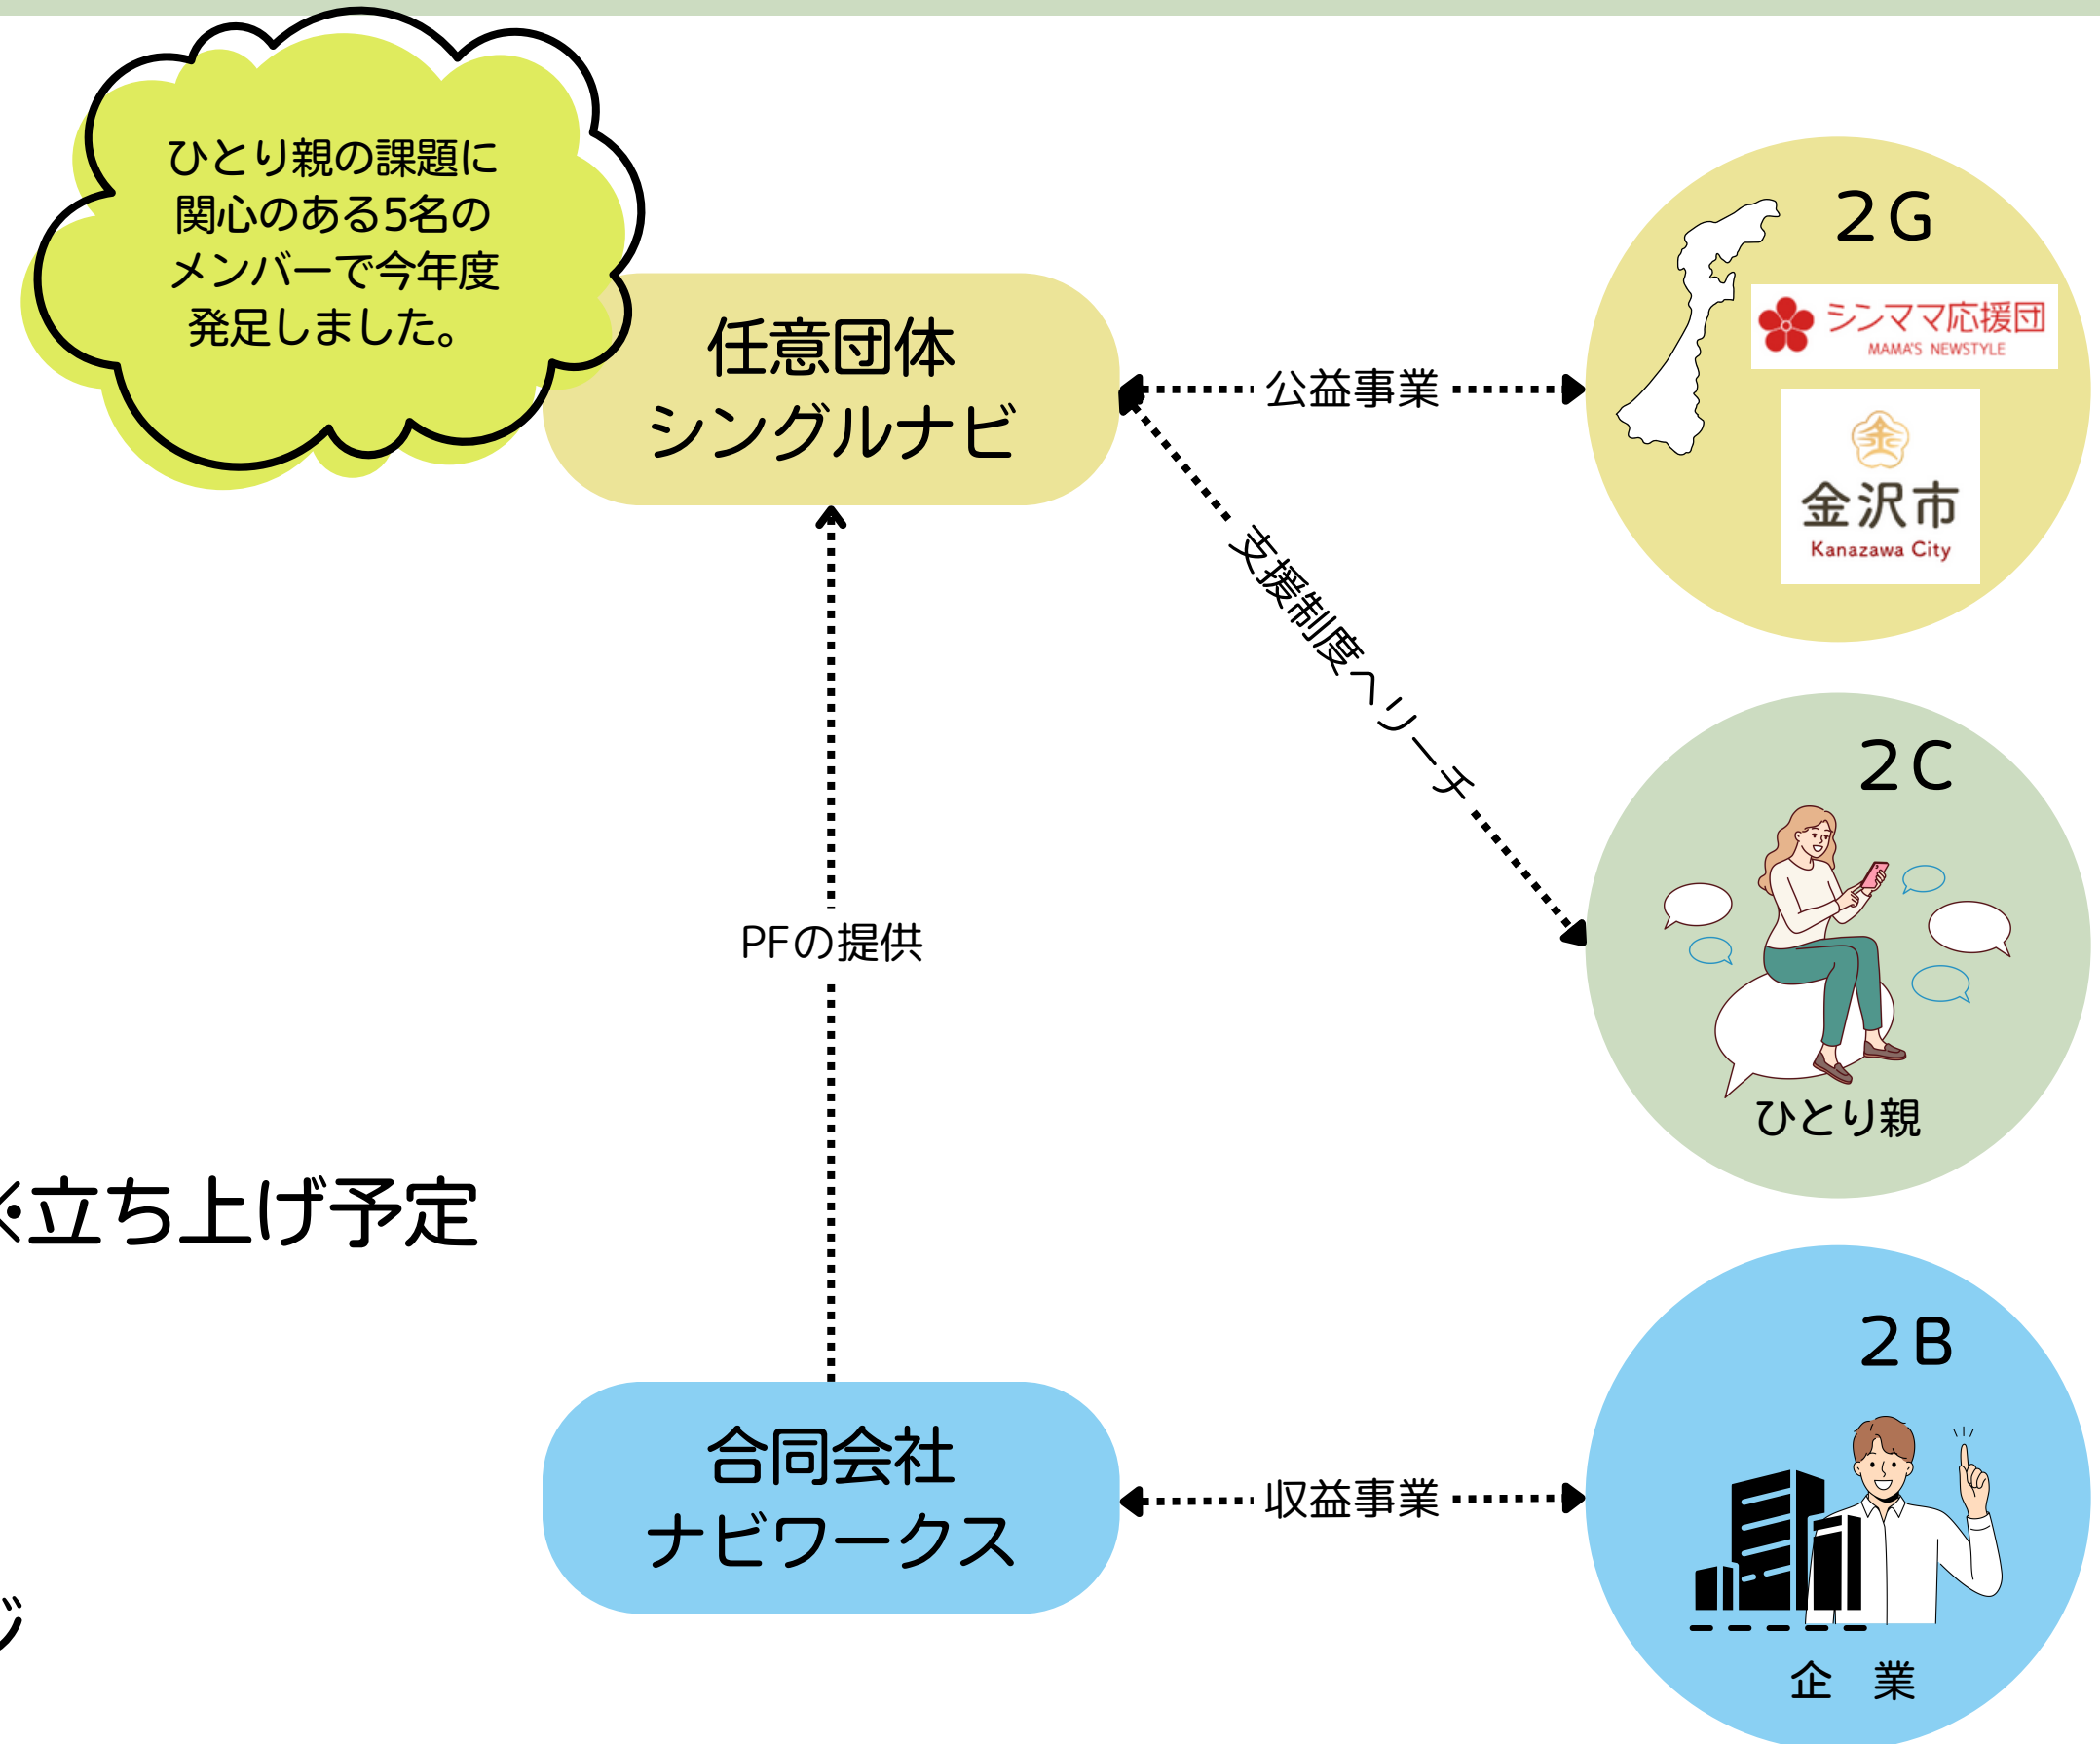 ひとり親の課題に
関心のある5名の
メンバーで今年度
発足しました。
任意団体
シングルナビ
公益事業
2G
シンママ応援団
MAMA'S NEWSTYLE
金沢市
Kanazawa City
支援制度へリーチ
2C
ひとり親
PFの提供
※立ち上げ予定
合同会社
ナビワークス
収益事業
2B
企 業